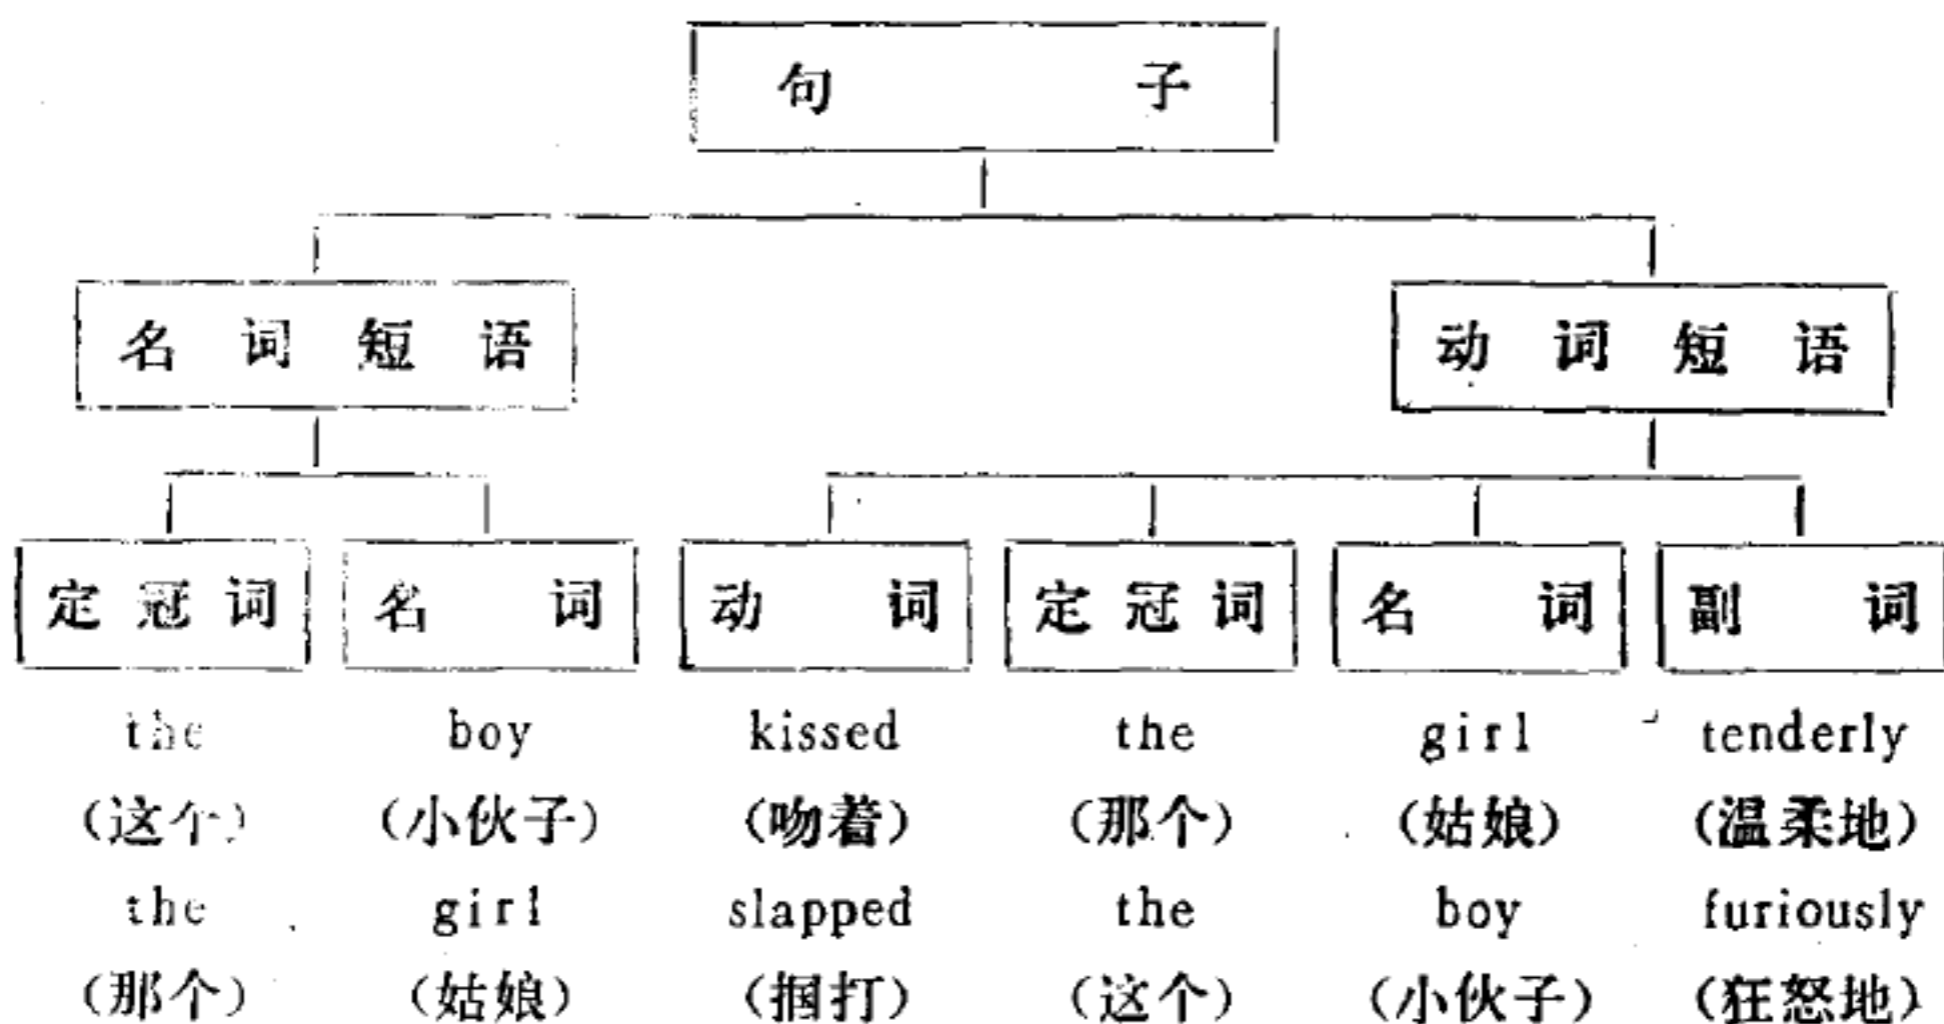 句子
名词短语 动词短语
定冠词 名词 动词 定冠词 名词 副词
the boy kissed the girl tenderly
(这个) (小伙子) (吻着) (那个) (姑娘) (温柔地)
the girl slapped the boy furiously
(那个) (姑娘) (掴打) (这个) (小伙子) (狂怒地)